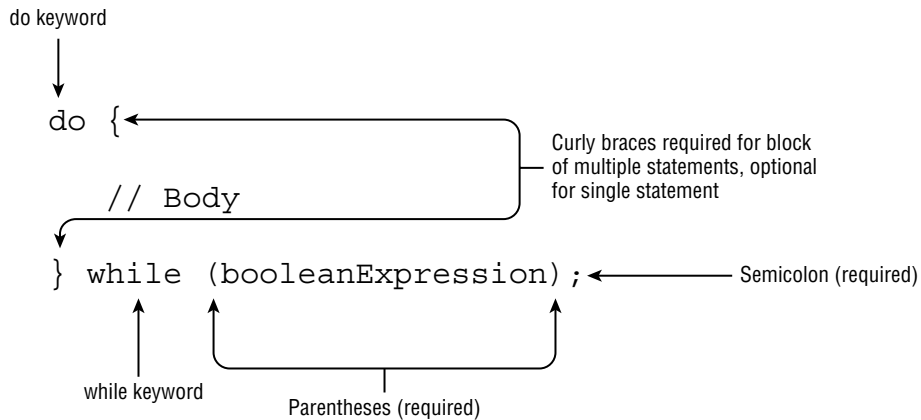 do keyword
do {
Curly braces required for block
of multiple statements, optional
for single statement
// Body
} while (booleanExpression);
Semicolon (required)
while keyword
Parentheses (required)